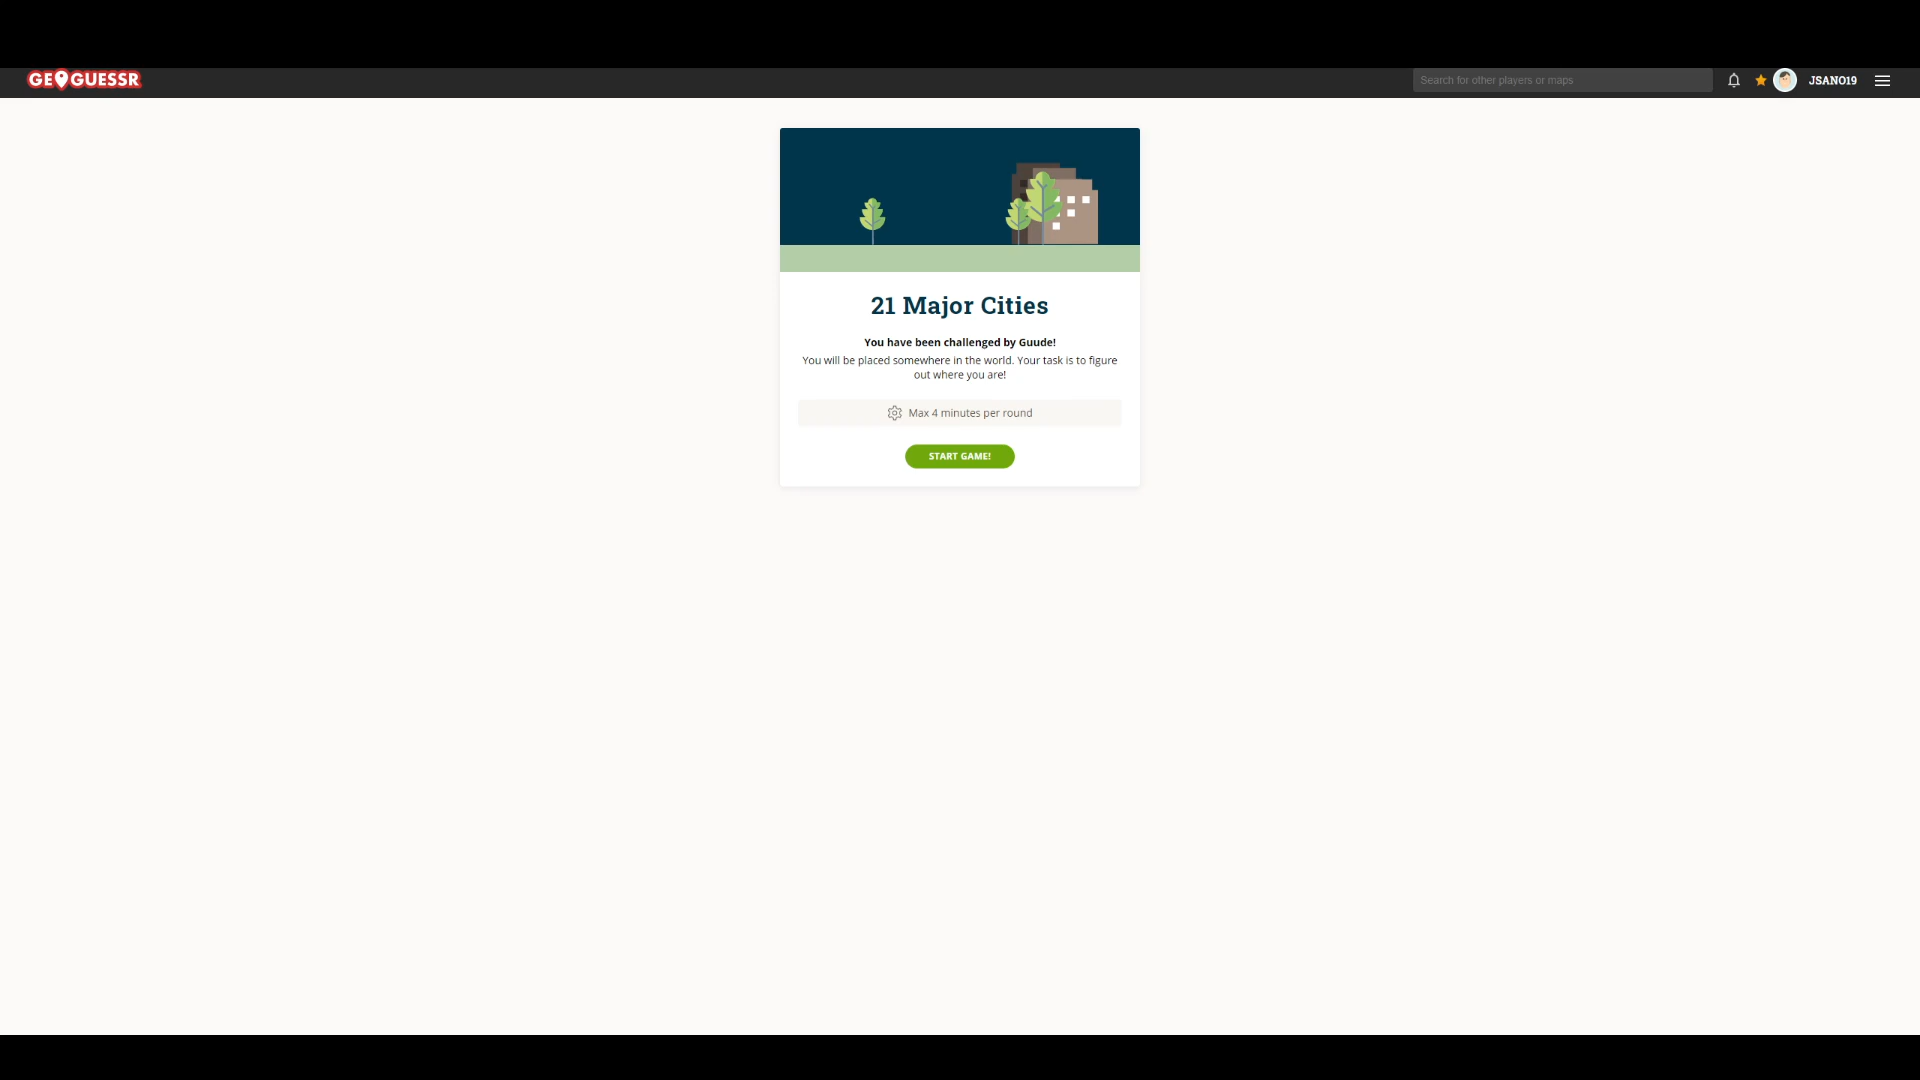 GEOGUESSR
Search for other players or maps
JSANO19
21 Major Cities
You have been challenged by Guude!
You will be placed somewhere in the world. Your task is to figure
out where you are!
Max 4 minutes per round
START GAME!